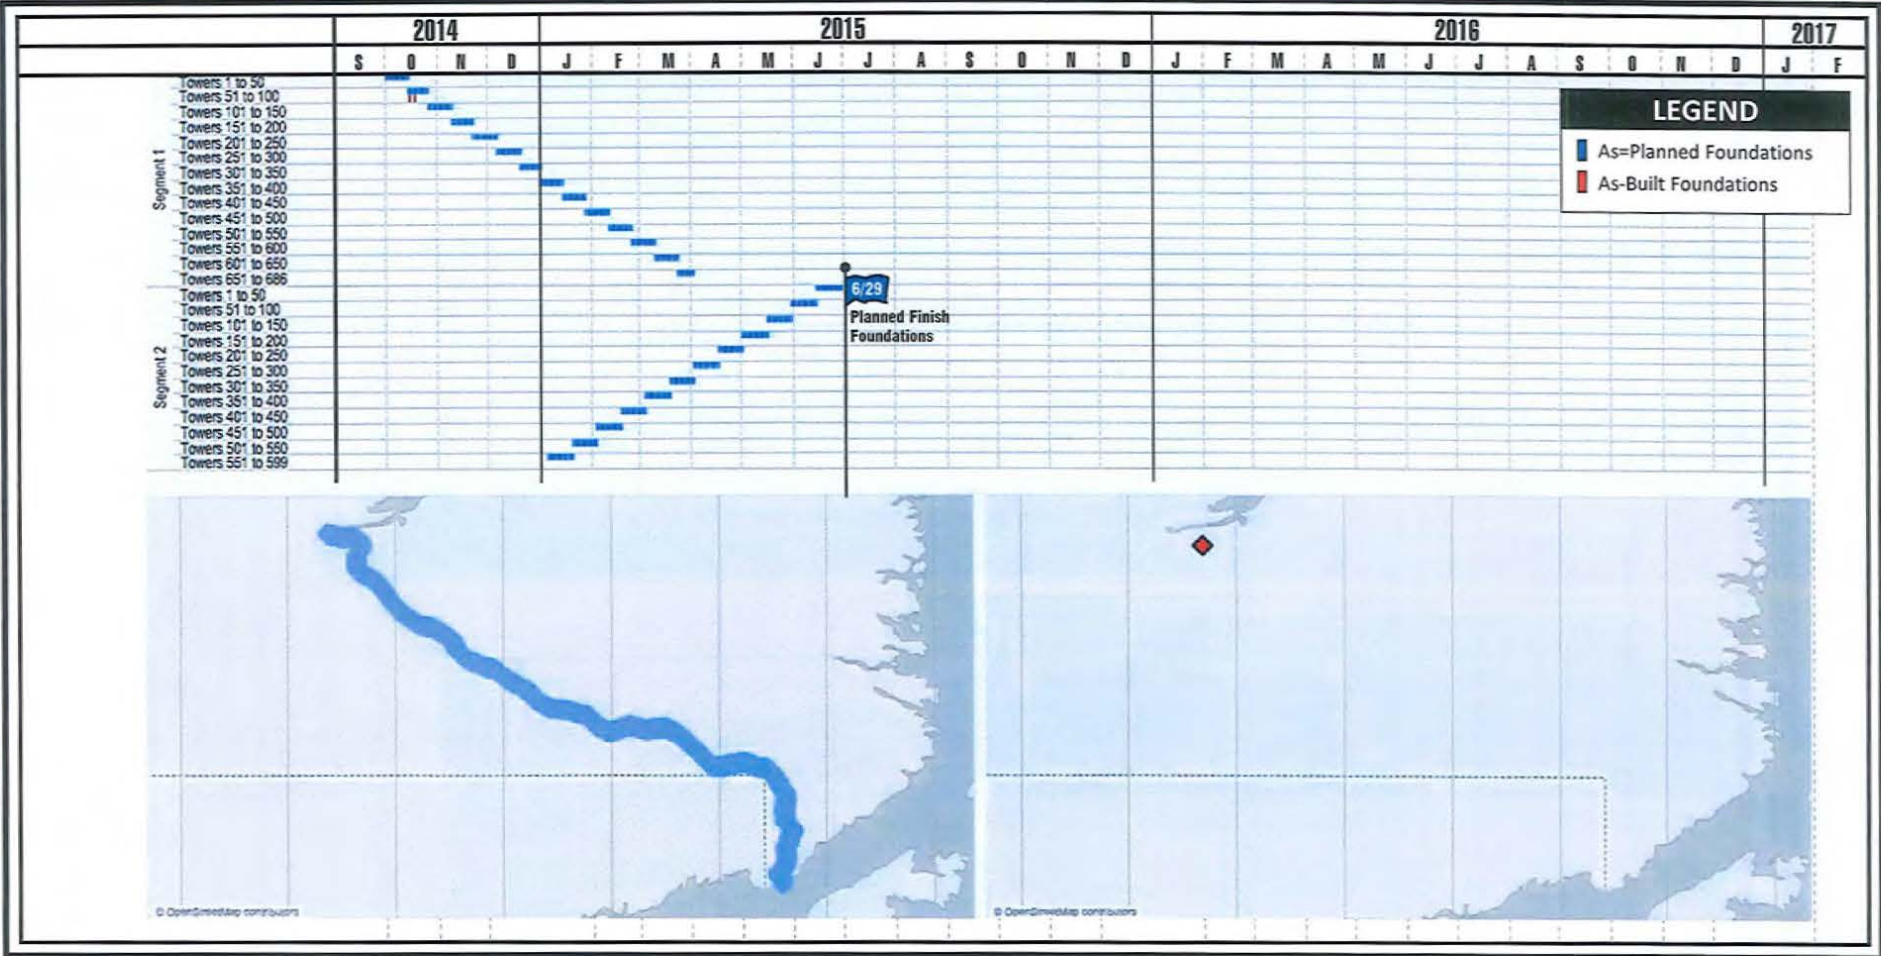 2014 2015 2016 2017
S O N D J F M A M J J A S O N D J F M A M J J A S O N D J F
Towers 1 to 50
Towers 51 to 100
Towers 101 to 150
Towers 151 to 200
Towers 201 to 250
Towers 251 to 300
Towers 301 to 350
Towers 351 to 400
Towers 401 to 450
Towers 451 to 500
Towers 501 to 550
Towers 551 to 600
Towers 601 to 650
Towers 651 to 686
Segment 1
Towers 1 to 50
Towers 51 to 100
Towers 101 to 150
Towers 151 to 200
Towers 201 to 250
Towers 251 to 300
Towers 301 to 350
Towers 351 to 400
Towers 401 to 450
Towers 451 to 500
Towers 501 to 550
Towers 551 to 599
Segment 2
6/29
Planned Finish
Foundations
LEGEND
As=Planned Foundations
As-Built Foundations
© OpenStreetMap contributors
© OpenStreetMap contributors